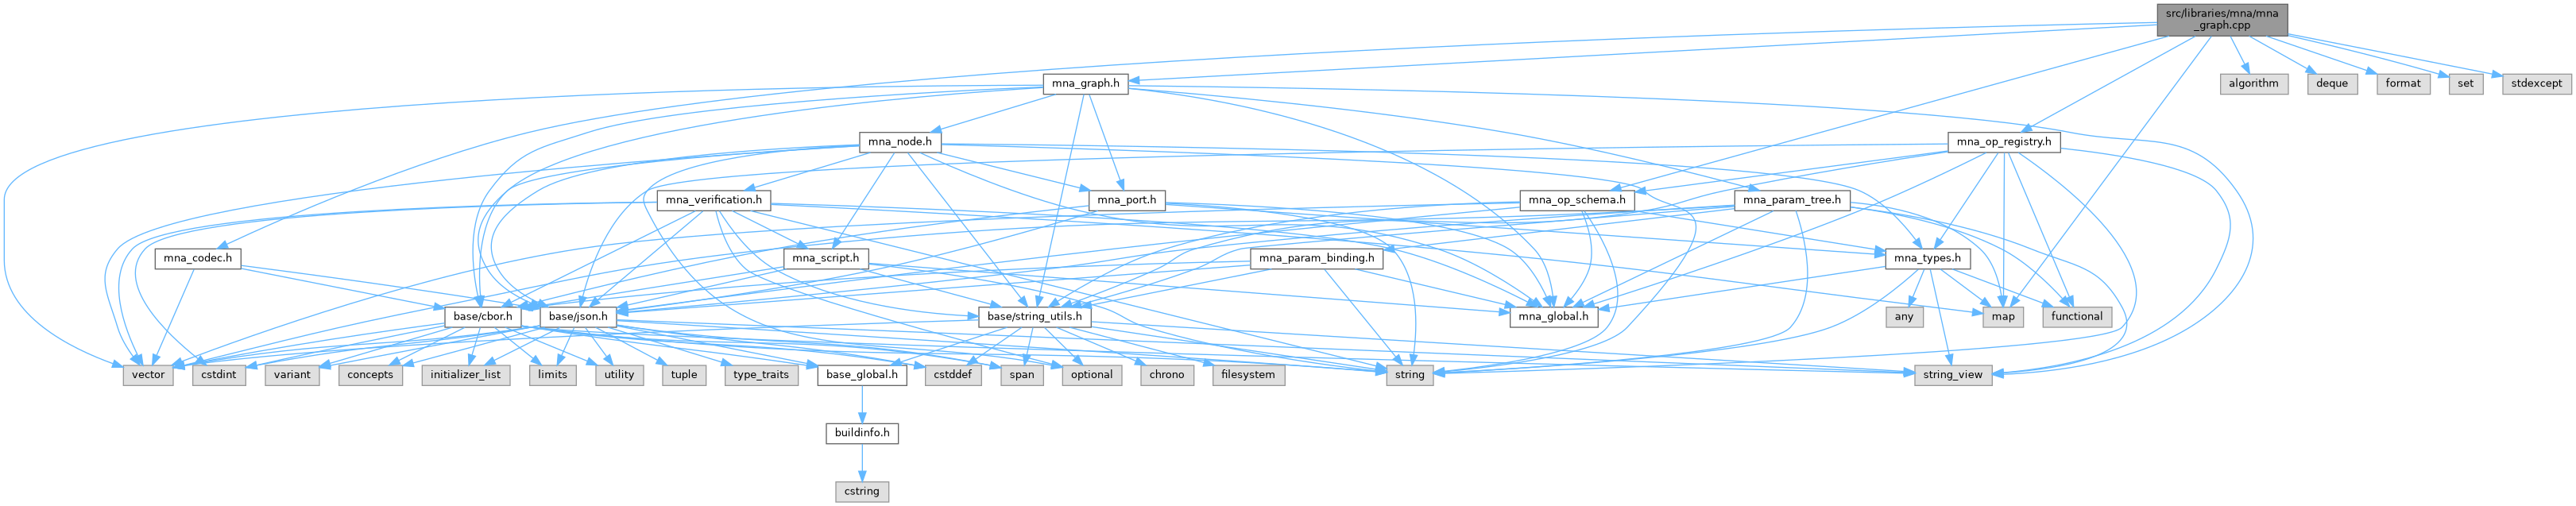 src/libraries/mna/mna
_graph.cpp
mna_graph.h
algorithm
deque
format
set
stdexcept
mna_node.h
mna_op_registry.h
mna_verification.h
mna_port.h
mna_op_schema.h
mna_param_tree.h
mna_codec.h
mna_script.h
mna_param_binding.h
mna_types.h
base/cbor.h
base/json.h
base/string_utils.h
mna_global.h
any
map
functional
vector
cstdint
variant
concepts
initializer_list
limits
utility
tuple
type_traits
base_global.h
cstddef
span
optional
chrono
filesystem
string
string_view
buildinfo.h
cstring